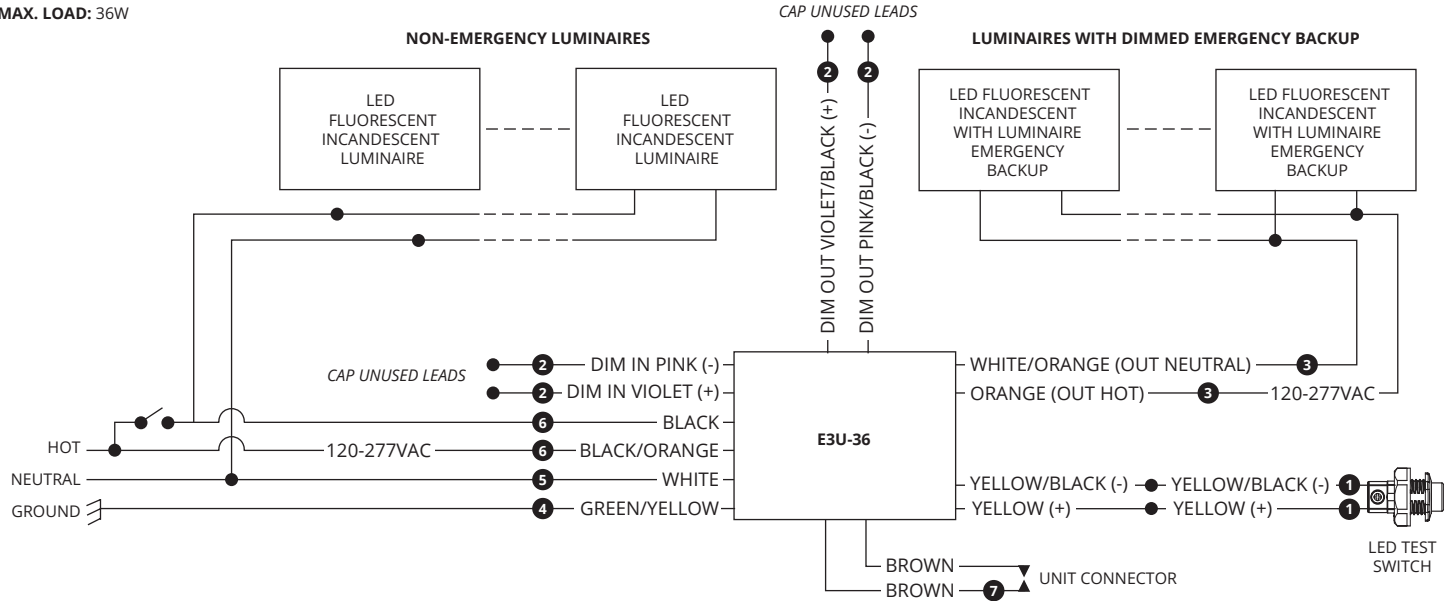 MAX. LOAD: 36W
CAP UNUSED LEADS
NON-EMERGENCY LUMINAIRES
LUMINAIRES WITH DIMMED EMERGENCY BACKUP
2
2
LED
FLUORESCENT
INCANDESCENT
LUMINAIRE
LED
FLUORESCENT
INCANDESCENT
LUMINAIRE
LED FLUORESCENT
INCANDESCENT
WITH LUMINAIRE
EMERGENCY
BACKUP
LED FLUORESCENT
INCANDESCENT
WITH LUMINAIRE
EMERGENCY
BACKUP
DIM OUT VIOLET/BLACK (+)
DIM OUT PINK/BLACK (-)
CAP UNUSED LEADS
2 DIM IN PINK (-)
2 DIM IN VIOLET (+)
6 BLACK
HOT 120-277VAC 6 BLACK/ORANGE
NEUTRAL 5 WHITE
GROUND 4 GREEN/YELLOW
E3U-36
WHITE/ORANGE (OUT NEUTRAL) 3
ORANGE (OUT HOT) 3 120-277VAC
YELLOW/BLACK (-) YELLOW/BLACK (-) 1
YELLOW (+) YELLOW (+) 1
LED TEST
SWITCH
BROWN
BROWN 7
UNIT CONNECTOR